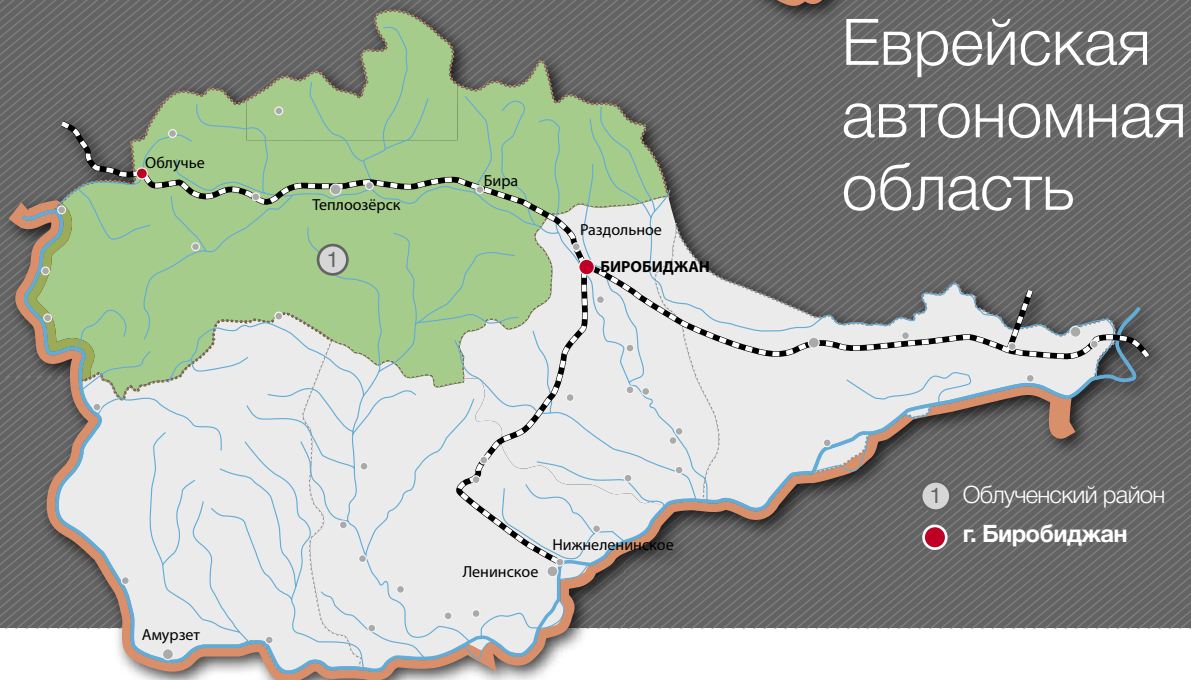 Еврейская
автономная
область
Облучье
Бира
Теплоозёрск
Раздольное
1
БИРОБИДЖАН
1 Облученский район
г. Биробиджан
Нижнеленинское
Ленинское
Амурзет